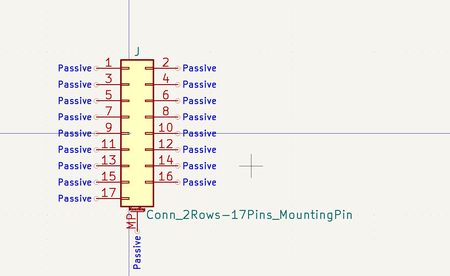 J
Passive 1 2 Passive
Passive 3 4 Passive
Passive 5 6 Passive
Passive 7 8 Passive
Passive 9 10 Passive
Passive 11 12 Passive
Passive 13 14 Passive
Passive 15 16 Passive
Passive 17
MP
Conn_2Rows-17Pins_MountingPin
Passive